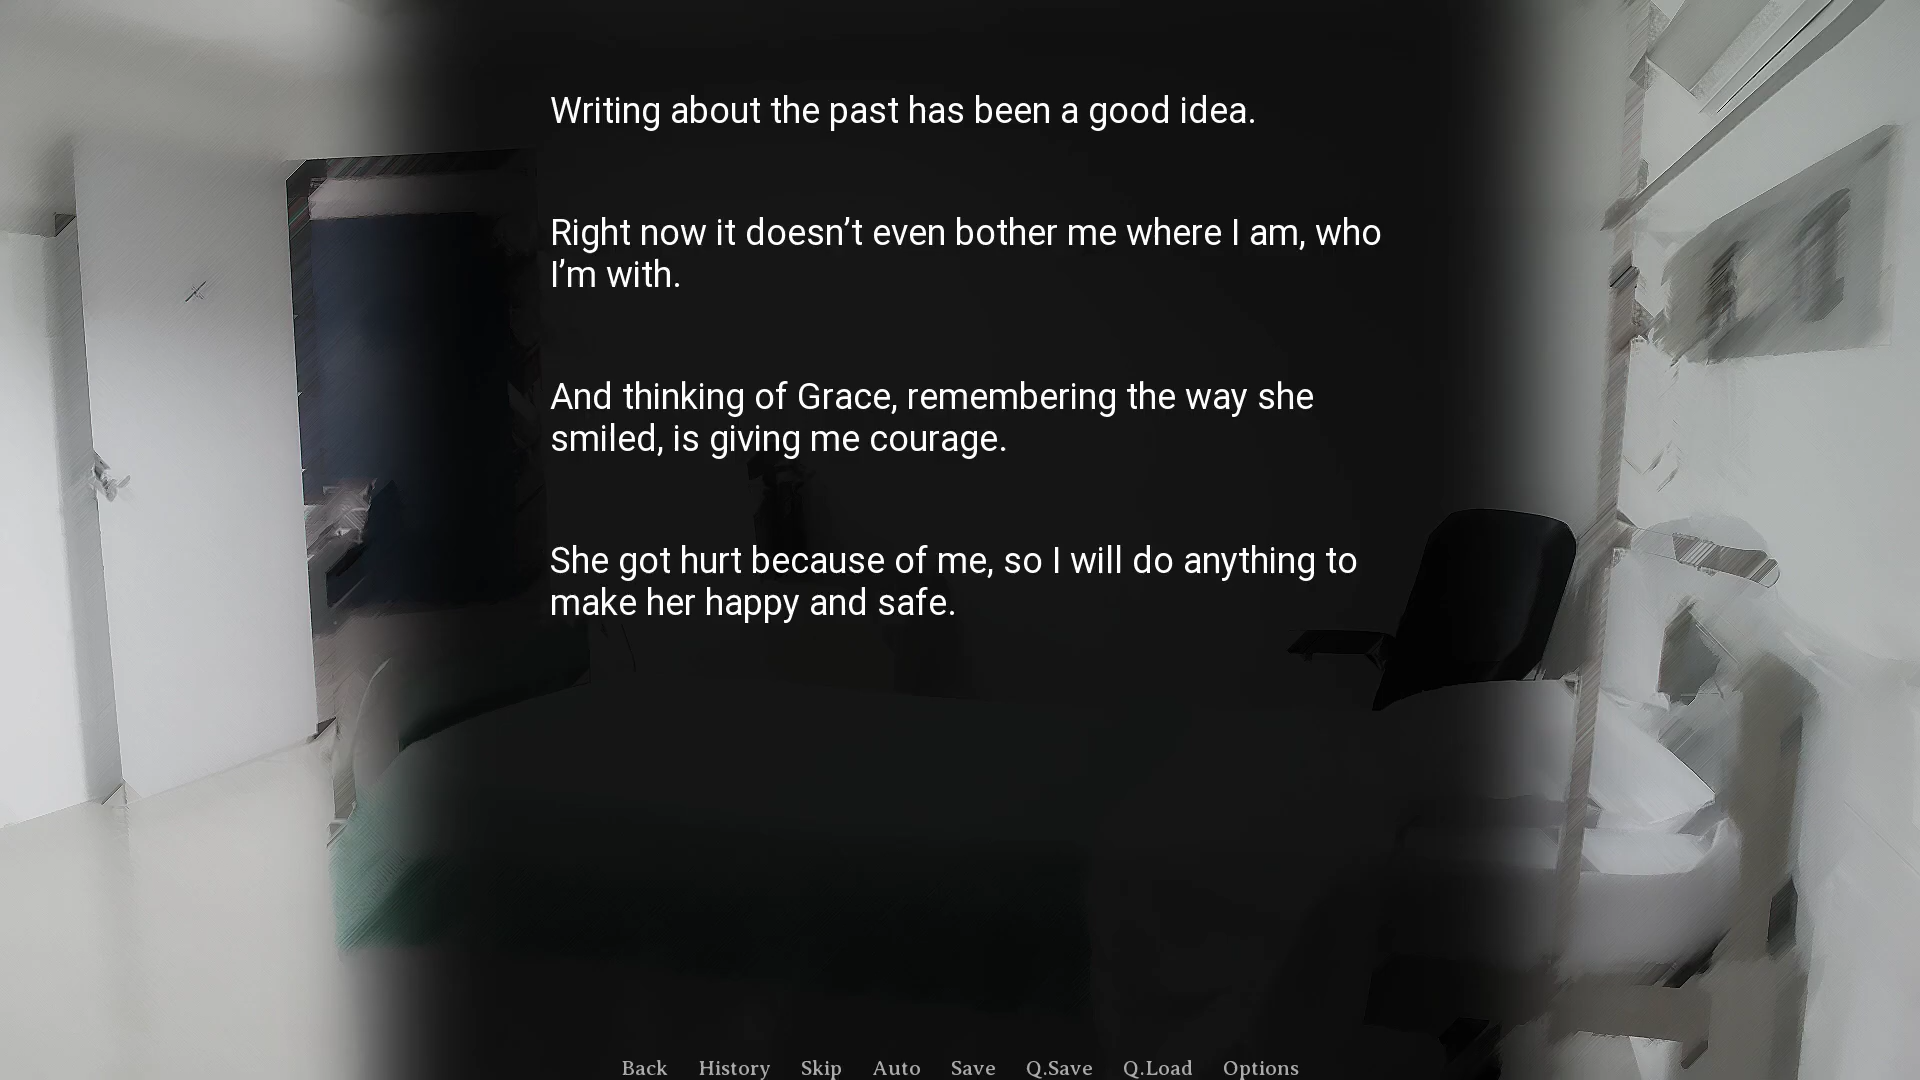 Writing about the past has been a good idea.
Right now it doesn’t even bother me where I am, who
I’m with.
And thinking of Grace, remembering the way she
smiled, is giving me courage.
She got hurt because of me, so I will do anything to
make her happy and safe.
Back History Skip Auto Save Q.Save Q.Load Options